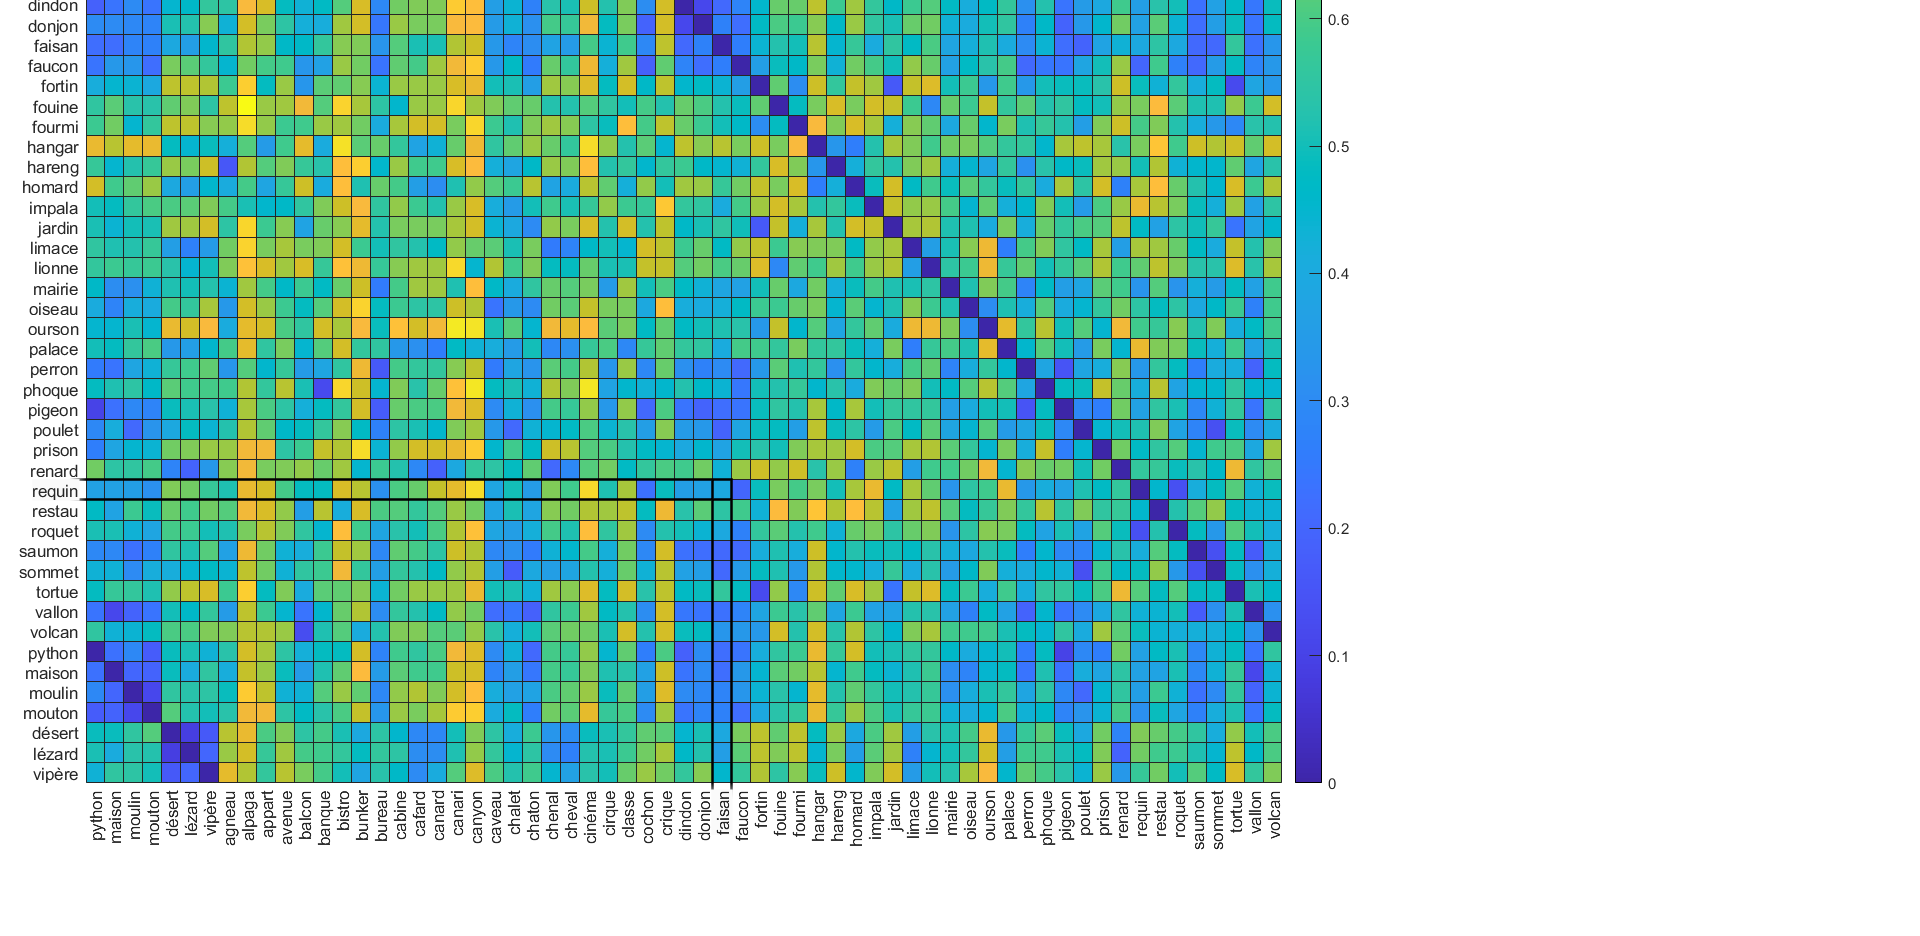 dindon
donjon
faisan
faucon
fortin
fouine
fourmi
hangar
hareng
homard
impala
jardin
limace
lionne
mairie
oiseau
ourson
palace
perron
phoque
pigeon
poulet
prison
renard
requin
restau
roquet
saumon
sommet
tortue
vallon
volcan
python
maison
moulin
mouton
désert
lézard
vipère
python
maison
moulin
mouton
désert
lézard
vipère
agneau
alpaga
appart
avenue
balcon
banque
bistro
bunker
bureau
cabine
cafard
canard
canari
canyon
caveau
chalet
chaton
chenal
cheval
cinéma
cirque
classe
cochon
crique
dindon
donjon
faisan
faucon
fortin
fouine
fourmi
hangar
hareng
homard
impala
jardin
limace
lionne
mairie
oiseau
ourson
palace
perron
phoque
pigeon
poulet
prison
renard
requin
restau
roquet
saumon
sommet
tortue
vallon
volcan
0.6
0.5
0.4
0.3
0.2
0.1
0